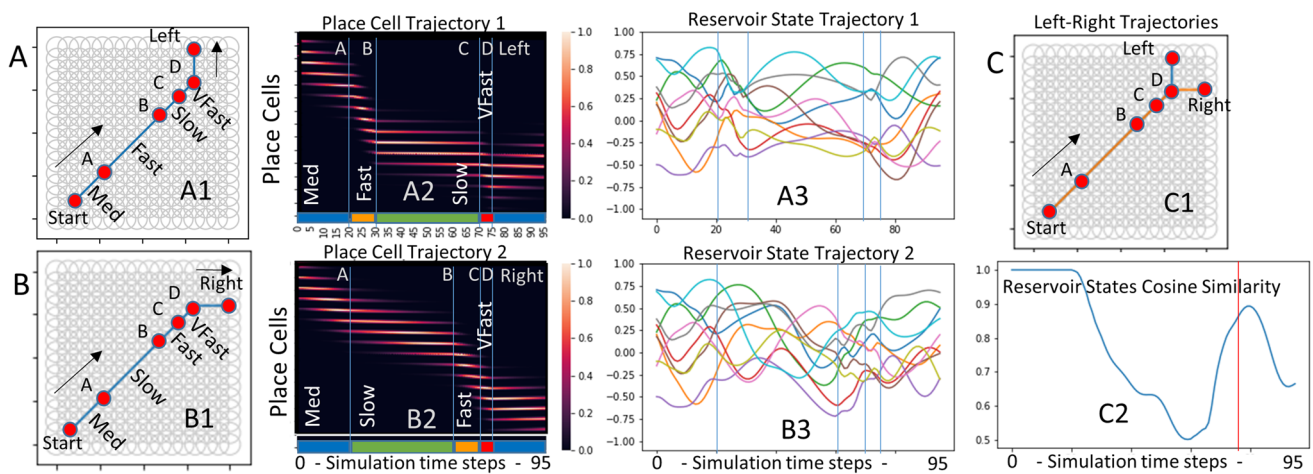 A
Left
D
C
B
VFast
Slow
A
Fast
Med
Start
A1
Place Cell Trajectory 1
Place Cells
A
B
C
D
Left
VFast
Med
Fast
A2
Slow
0
5
10
15
20
25
30
35
40
45
50
55
60
65
70
75
80
85
90
95
1.0
0.8
0.6
0.4
0.2
0.0
Reservoir State Trajectory 1
1.00
0.75
0.50
0.25
0.00
−0.25
−0.50
−0.75
−1.00
A3
0
20
40
60
80
C
Left-Right Trajectories
Left
D
C
Right
B
A
Start
C1
B
Right
D
C
B
VFast
Fast
A
Slow
Med
Start
B1
Place Cell Trajectory 2
Place Cells
A
B
C
D
Right
VFast
Med
Slow
B2
Fast
0
- Simulation time steps -
95
1.0
0.8
0.6
0.4
0.2
0.0
Reservoir State Trajectory 2
1.00
0.75
0.50
0.25
0.00
−0.25
−0.50
−0.75
−1.00
B3
0
- Simulation time steps -
95
Reservoir States Cosine Similarity
1.0
0.9
0.8
0.7
0.6
0.5
C2
0
- Simulation time steps -
95